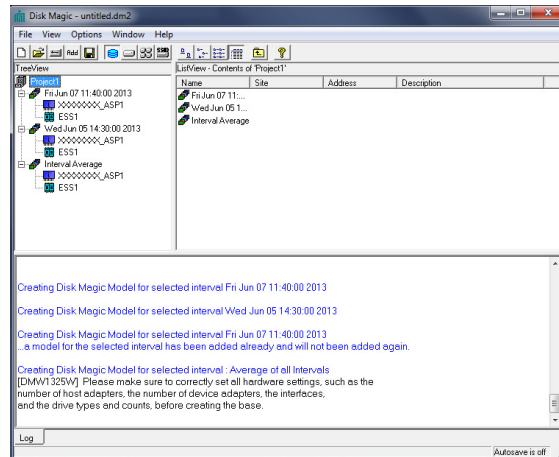 Disk Magic - untitled.dm2
File View Options Window Help
Add
SSD
TreeView
Project1
Fri Jun 07 11:40:00 2013
XXXXXXXX_ASP1
ESS1
Wed Jun 05 14:30:00 2013
XXXXXXXX_ASP1
ESS1
Interval Average
XXXXXXXX_ASP1
ESS1
ListView - Contents of 'Project1'
Name Site Address Description
Fri Jun 07 11:...
Wed Jun 05 1...
Interval Average
Creating Disk Magic Model for selected interval Fri Jun 07 11:40:00 2013
Creating Disk Magic Model for selected interval Wed Jun 05 14:30:00 2013
Creating Disk Magic Model for selected interval Fri Jun 07 11:40:00 2013
...a model for the selected interval has been added already and will not been added again.
Creating Disk Magic Model for selected interval : Average of all Intervals
[DMW1325W] Please make sure to correctly set all hardware settings, such as the
number of host adapters, the number of device adapters, the interfaces,
and the drive types and counts, before creating the base.
Log
Autosave is off